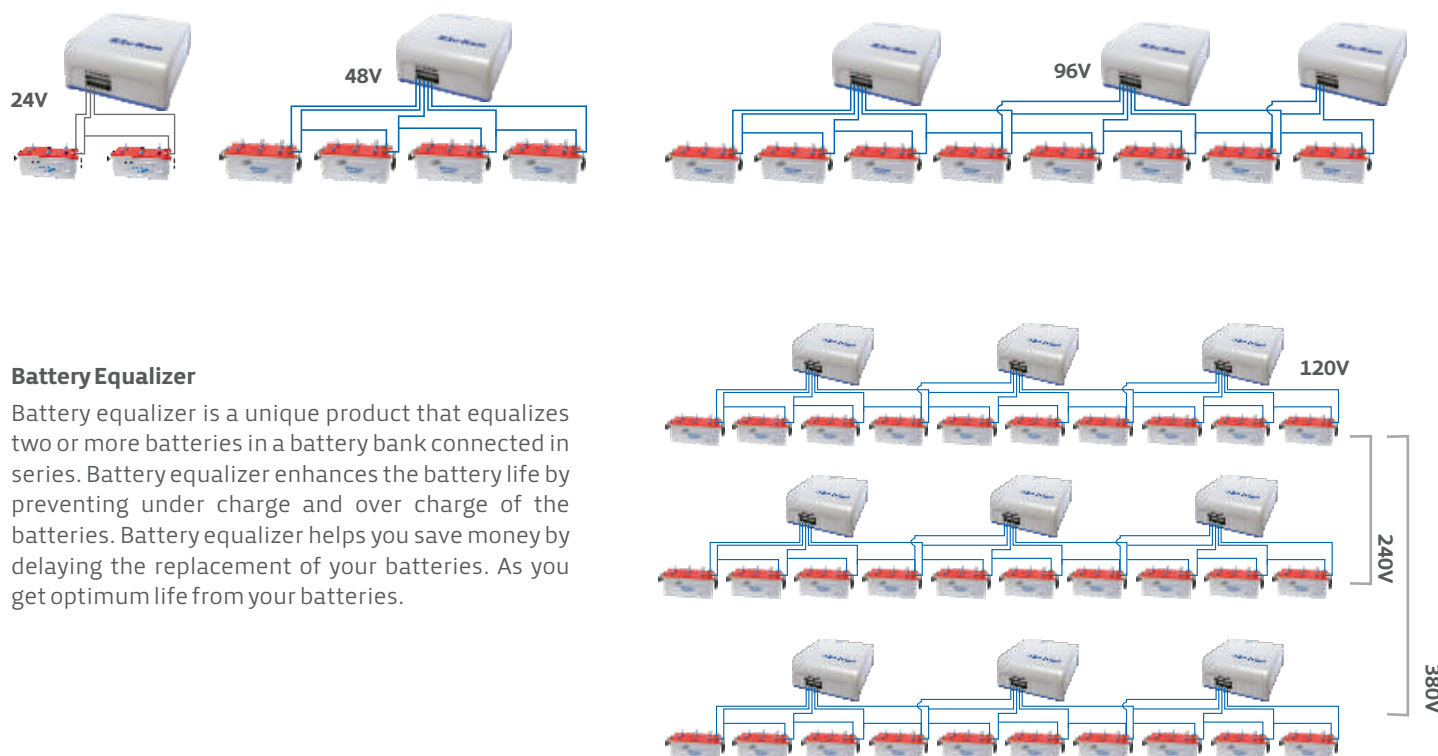 24V
48V
96V
Battery Equalizer
Battery equalizer is a unique product that equalizes
two or more batteries in a battery bank connected in
series. Battery equalizer enhances the battery life by
preventing under charge and over charge of the
batteries. Battery equalizer helps you save money by
delaying the replacement of your batteries. As you
get optimum life from your batteries.
120V
240V
380V